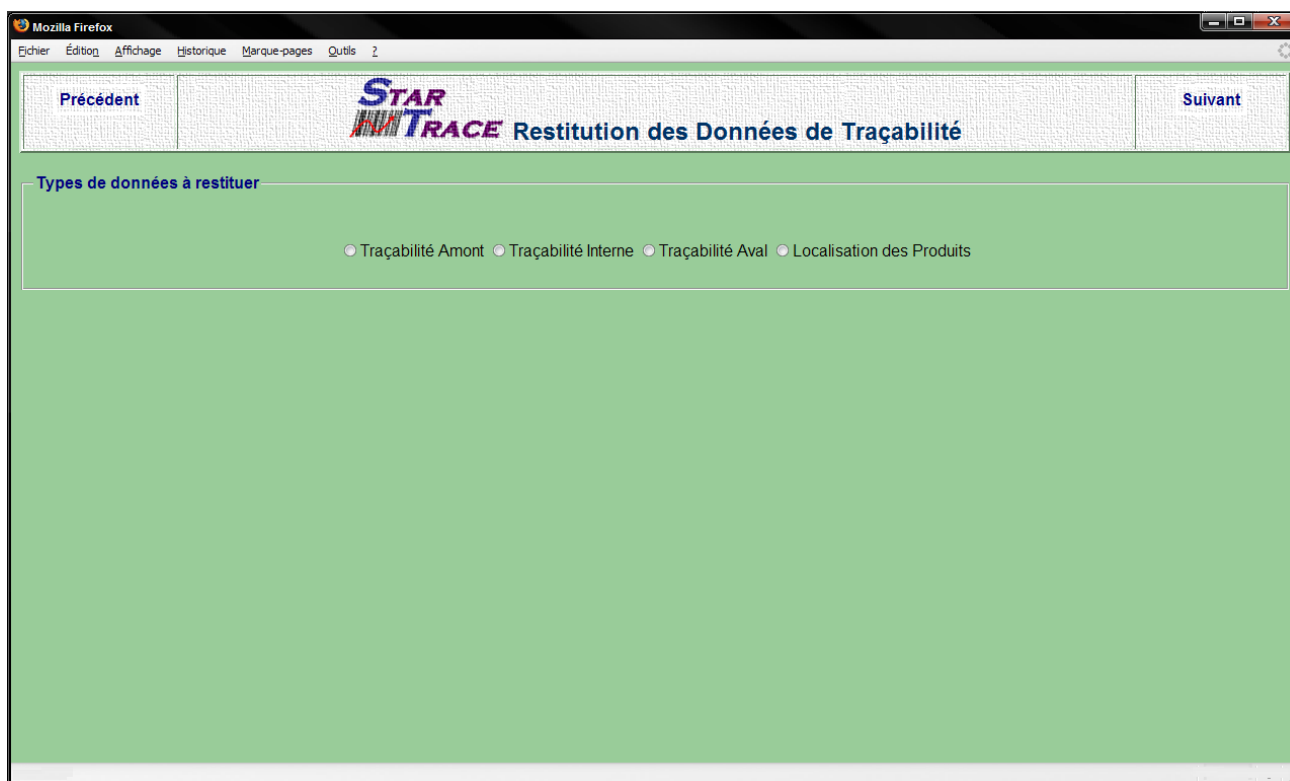 Mozilla Firefox
Fichier Édition Affichage Historique Marque-pages Outils ?
Précédent
STAR
TRACE Restitution des Données de Traçabilité
Suivant
Types de données à restituer
Traçabilité Amont Traçabilité Interne Traçabilité Aval Localisation des Produits